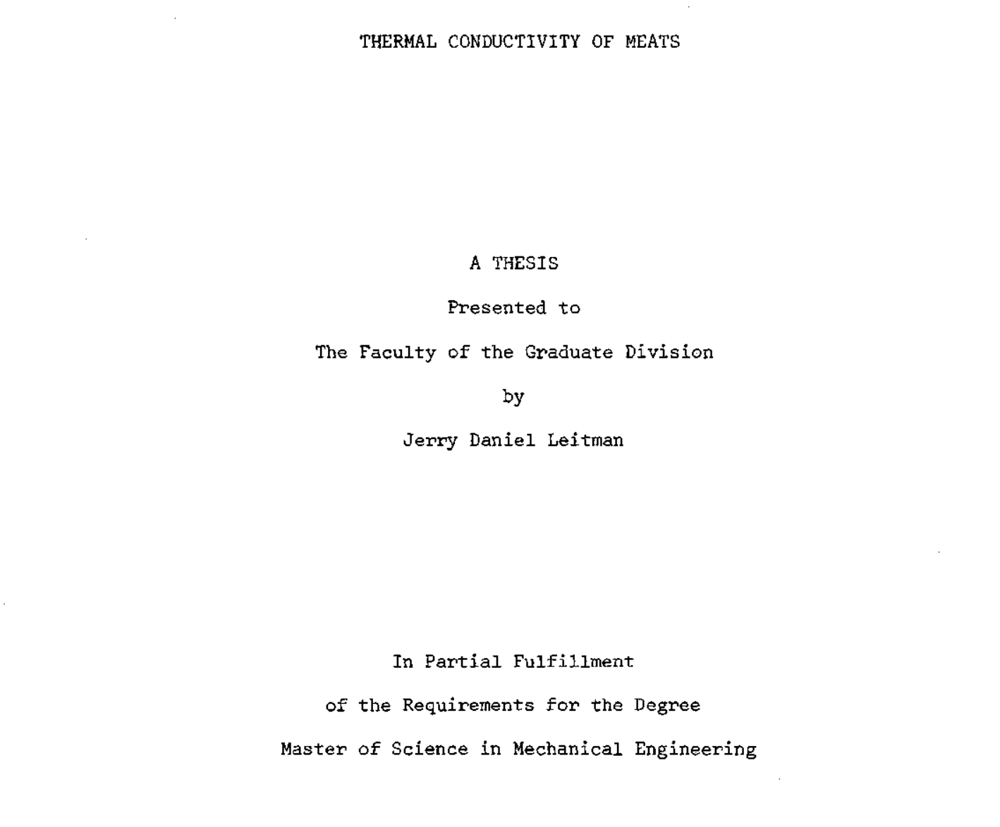 THERMAL CONDUCTIVITY OF MEATS
A THESIS
Presented to
The Faculty of the Graduate Division
by
Jerry Daniel Leitman
In Partial Fulfillment
of the Requirements for the Degree
Master of Science in Mechanical Engineering